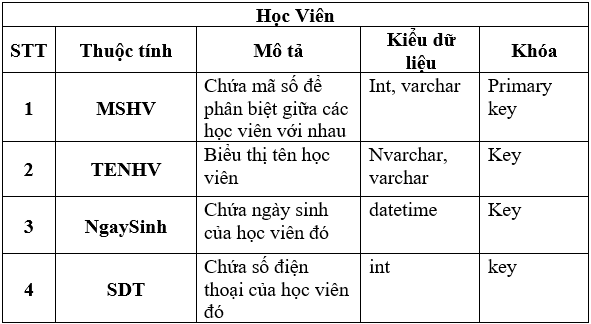 Học Viên
STT Thuộc tính Mô tả Kiểu dữ liệu Khóa
1 MSHV Chứa mã số để phân biệt giữa các học viên với nhau Int, varchar Primary key
2 TENHV Biểu thị tên học viên Nvarchar, varchar Key
3 NgaySinh Chứa ngày sinh của học viên đó datetime Key
4 SDT Chứa số điện thoại của học viên đó int key